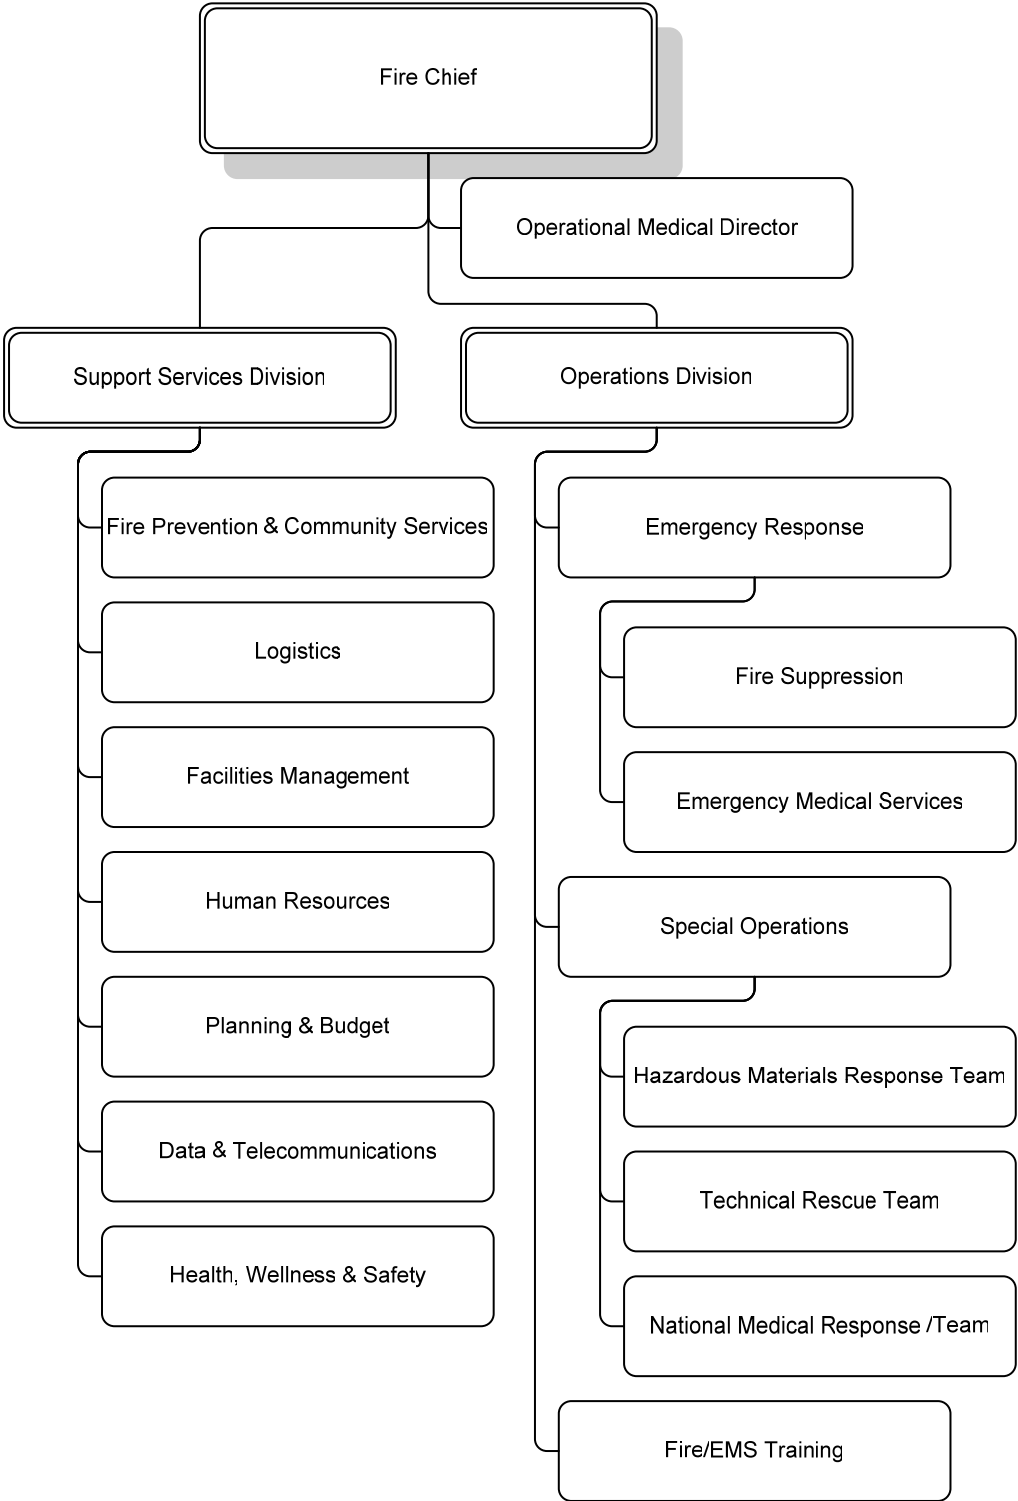 Fire Chief
Operational Medical Director
Support Services Division
Operations Division
Fire Prevention & Community Services
Logistics
Facilities Management
Human Resources
Planning & Budget
Data & Telecommunications
Health, Wellness & Safety
Emergency Response
Fire Suppression
Emergency Medical Services
Special Operations
Hazardous Materials Response Team
Technical Rescue Team
National Medical Response /Team
Fire/EMS Training